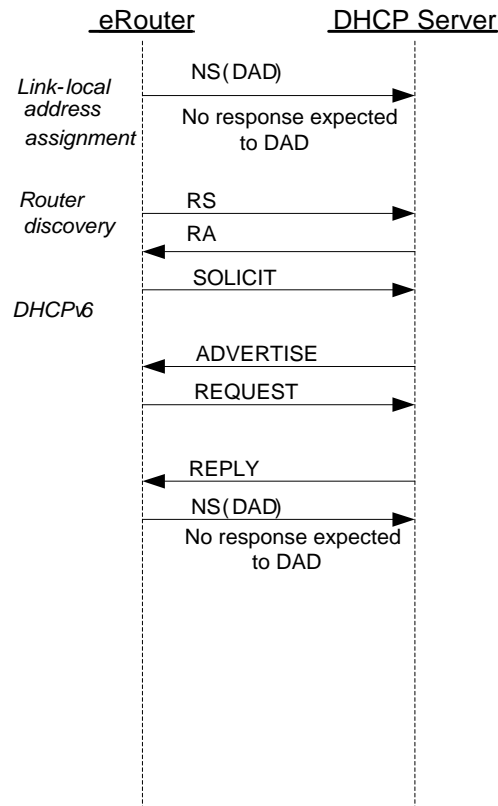 eRouter DHCP Server
NS(DAD)
Link-local
address
assignment
No response expected
to DAD
Router
discovery
RS
RA
SOLICIT
DHCPv6
ADVERTISE
REQUEST
REPLY
NS(DAD)
No response expected
to DAD